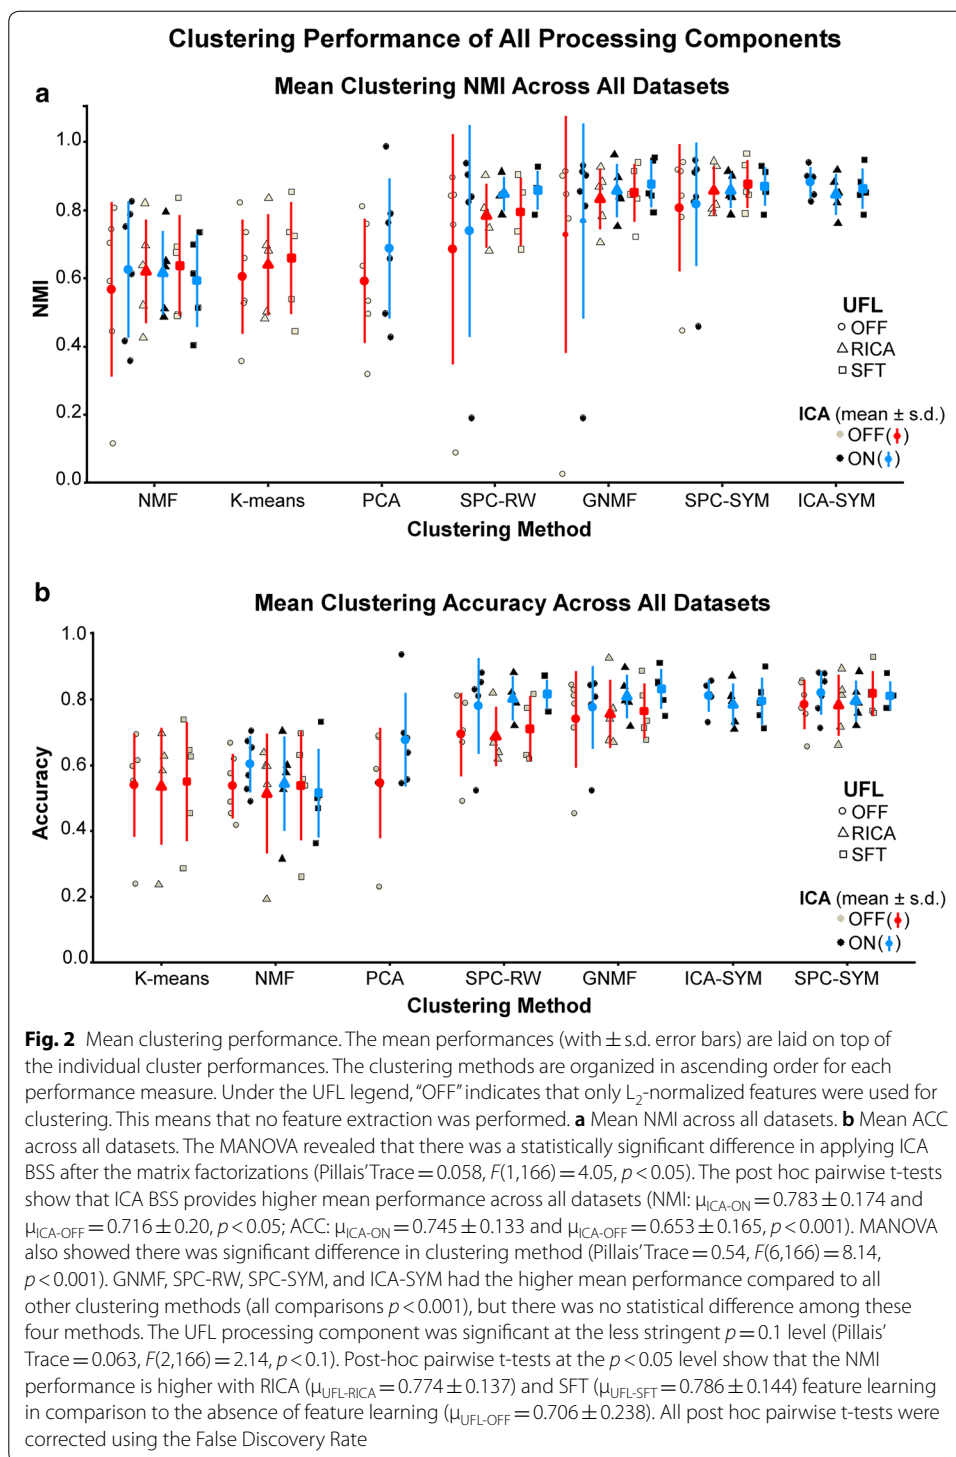 Clustering Performance of All Processing Components
a
Mean Clustering NMI Across All Datasets
1.0
0.8
0.6
0.4
0.2
0.0
NMI
UFL
OFF
RICA
SFT
ICA (mean ± s.d.)
OFF( )
ON( )
NMF K-means PCA SPC-RW GNMF SPC-SYM ICA-SYM
Clustering Method
b
Mean Clustering Accuracy Across All Datasets
1.0
0.8
0.6
0.4
0.2
0.0
Accuracy
UFL
OFF
RICA
SFT
ICA (mean ± s.d.)
OFF( )
ON( )
K-means NMF PCA SPC-RW GNMF ICA-SYM SPC-SYM
Clustering Method
Fig. 2 Mean clustering performance. The mean performances (with ± s.d. error bars) are laid on top of
the individual cluster performances. The clustering methods are organized in ascending order for each
performance measure. Under the UFL legend, “OFF” indicates that only L₂-normalized features were used for
clustering. This means that no feature extraction was performed. a Mean NMI across all datasets. b Mean ACC
across all datasets. The MANOVA revealed that there was a statistically significant difference in applying ICA
BSS after the matrix factorizations (Pillais’ Trace = 0.058, F(1,166) = 4.05, p < 0.05). The post hoc pairwise t-tests
show that ICA BSS provides higher mean performance across all datasets (NMI: μICA-ON = 0.783 ± 0.174 and
μICA-OFF = 0.716 ± 0.20, p < 0.05; ACC: μICA-ON = 0.745 ± 0.133 and μICA-OFF = 0.653 ± 0.165, p < 0.001). MANOVA
also showed there was significant difference in clustering method (Pillais’ Trace = 0.54, F(6,166) = 8.14,
p < 0.001). GNMF, SPC-RW, SPC-SYM, and ICA-SYM had the higher mean performance compared to all
other clustering methods (all comparisons p < 0.001), but there was no statistical difference among these
four methods. The UFL processing component was significant at the less stringent p = 0.1 level (Pillais’
Trace = 0.063, F(2,166) = 2.14, p < 0.1). Post-hoc pairwise t-tests at the p < 0.05 level show that the NMI
performance is higher with RICA (μUFL-RICA = 0.774 ± 0.137) and SFT (μUFL-SFT = 0.786 ± 0.144) feature learning
in comparison to the absence of feature learning (μUFL-OFF = 0.706 ± 0.238). All post hoc pairwise t-tests were
corrected using the False Discovery Rate